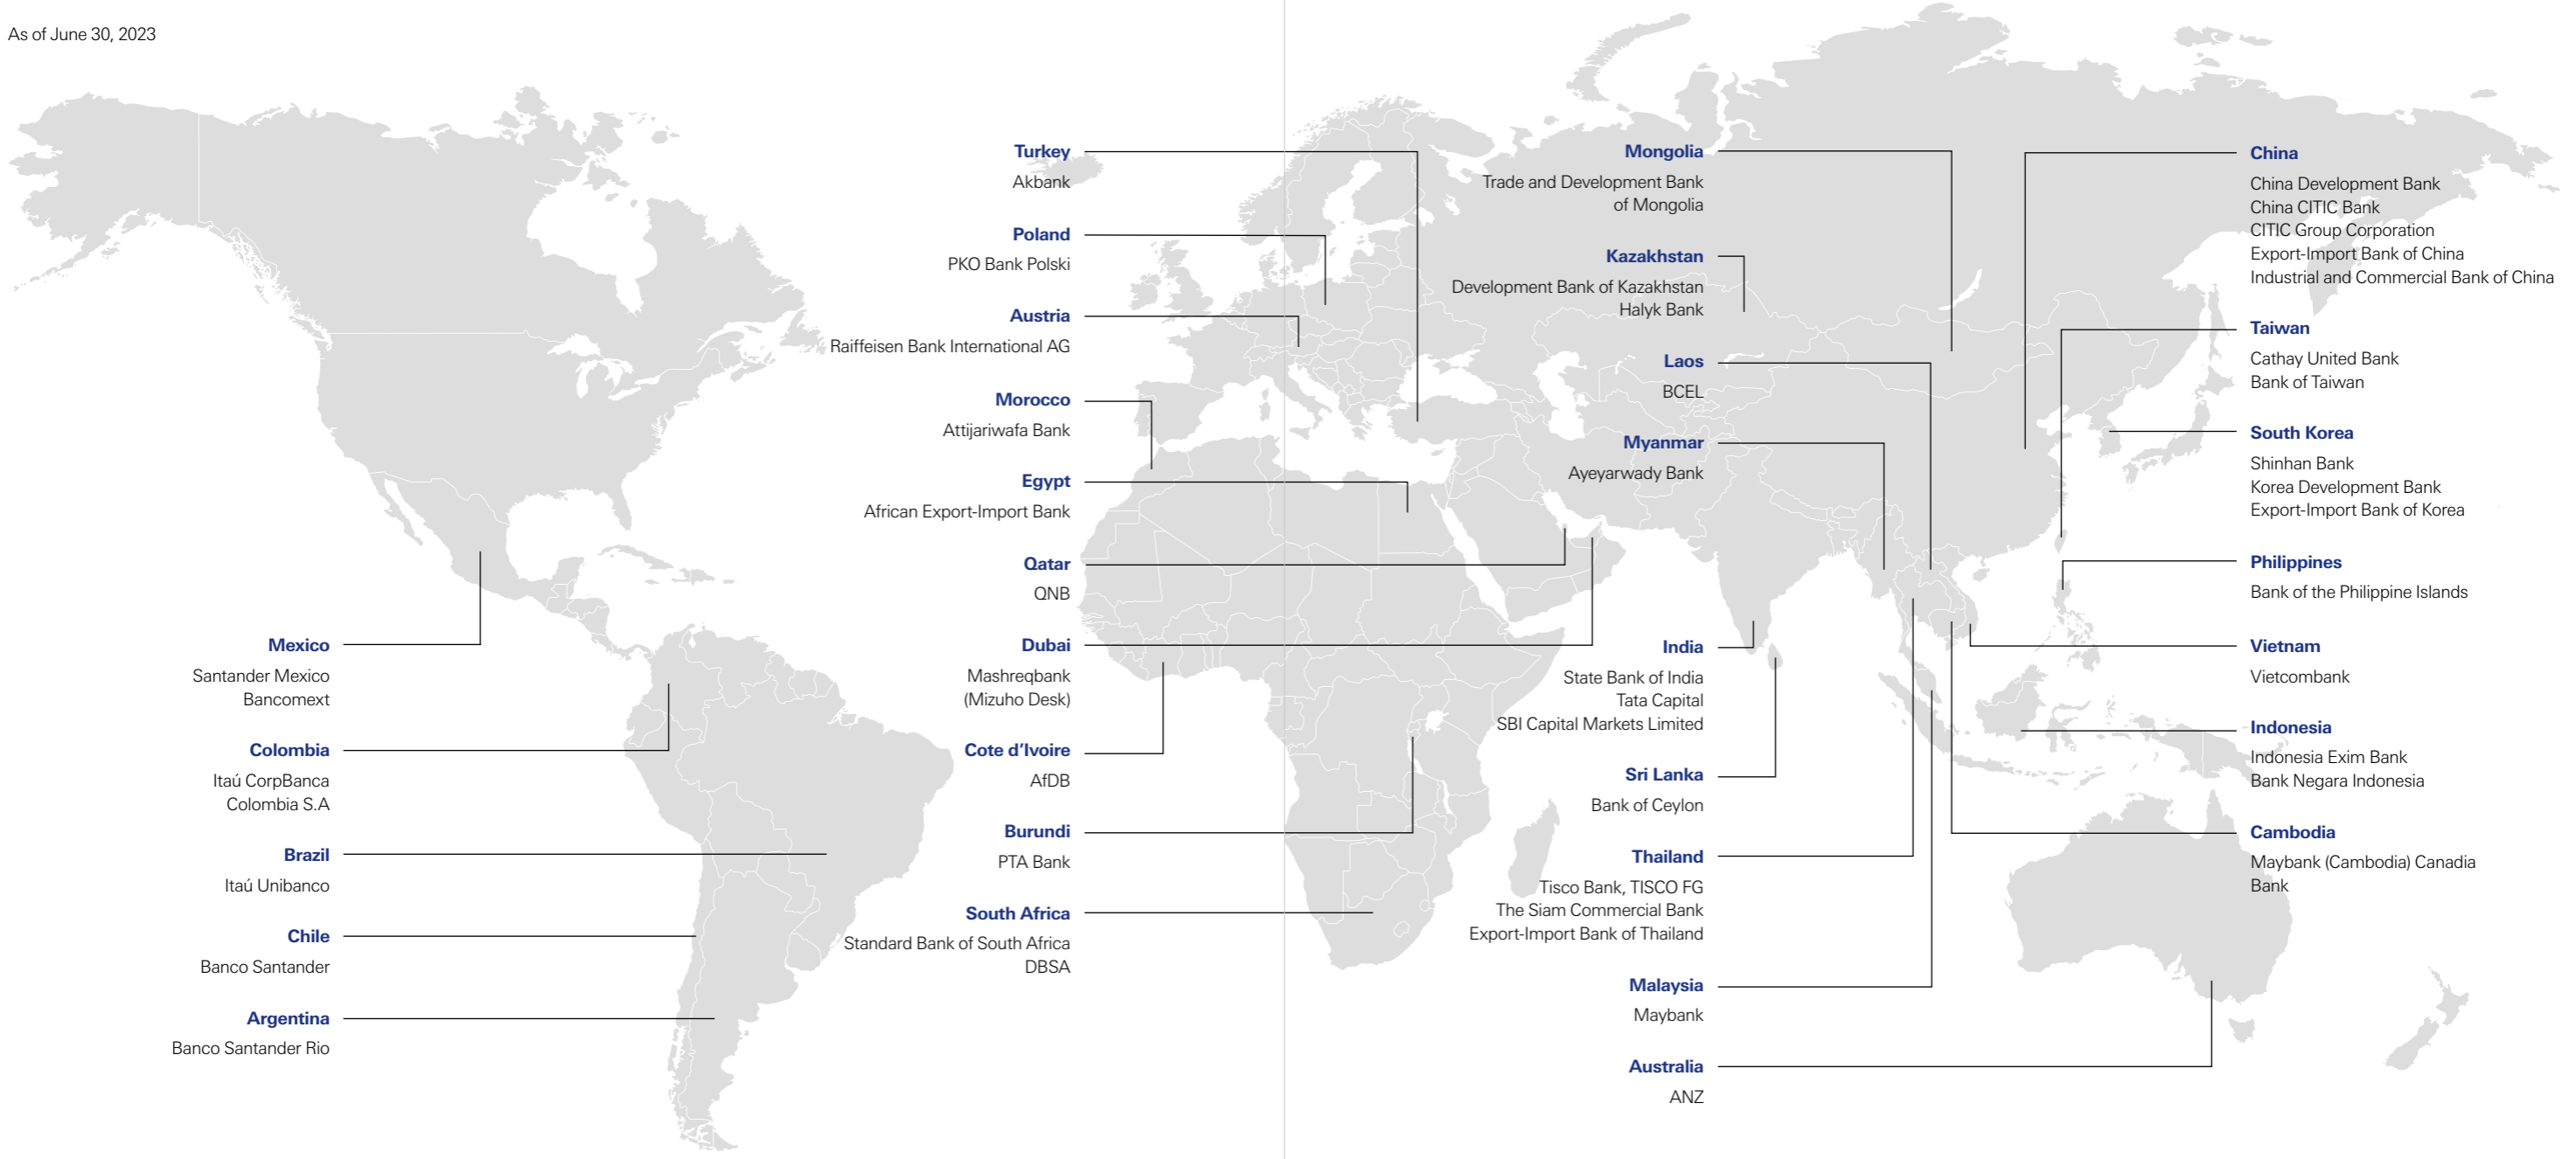 As of June 30, 2023
Mexico
Santander Mexico
Bancomext
Colombia
Itaú CorpBanca
Colombia S.A
Brazil
Itaú Unibanco
Chile
Banco Santander
Argentina
Banco Santander Rio
Turkey
Akbank
Poland
PKO Bank Polski
Austria
Raiffeisen Bank International AG
Morocco
Attijariwafa Bank
Egypt
African Export-Import Bank
Qatar
QNB
Dubai
Mashreqbank
(Mizuho Desk)
Cote d’Ivoire
AfDB
Burundi
PTA Bank
South Africa
Standard Bank of South Africa
DBSA
Mongolia
Trade and Development Bank
of Mongolia
Kazakhstan
Development Bank of Kazakhstan
Halyk Bank
Laos
BCEL
Myanmar
Ayeyarwady Bank
India
State Bank of India
Tata Capital
SBI Capital Markets Limited
Sri Lanka
Bank of Ceylon
Thailand
Tisco Bank, TISCO FG
The Siam Commercial Bank
Export-Import Bank of Thailand
Malaysia
Maybank
Australia
ANZ
China
China Development Bank
China CITIC Bank
CITIC Group Corporation
Export-Import Bank of China
Industrial and Commercial Bank of China
Taiwan
Cathay United Bank
Bank of Taiwan
South Korea
Shinhan Bank
Korea Development Bank
Export-Import Bank of Korea
Philippines
Bank of the Philippine Islands
Vietnam
Vietcombank
Indonesia
Indonesia Exim Bank
Bank Negara Indonesia
Cambodia
Maybank (Cambodia) Canadia
Bank